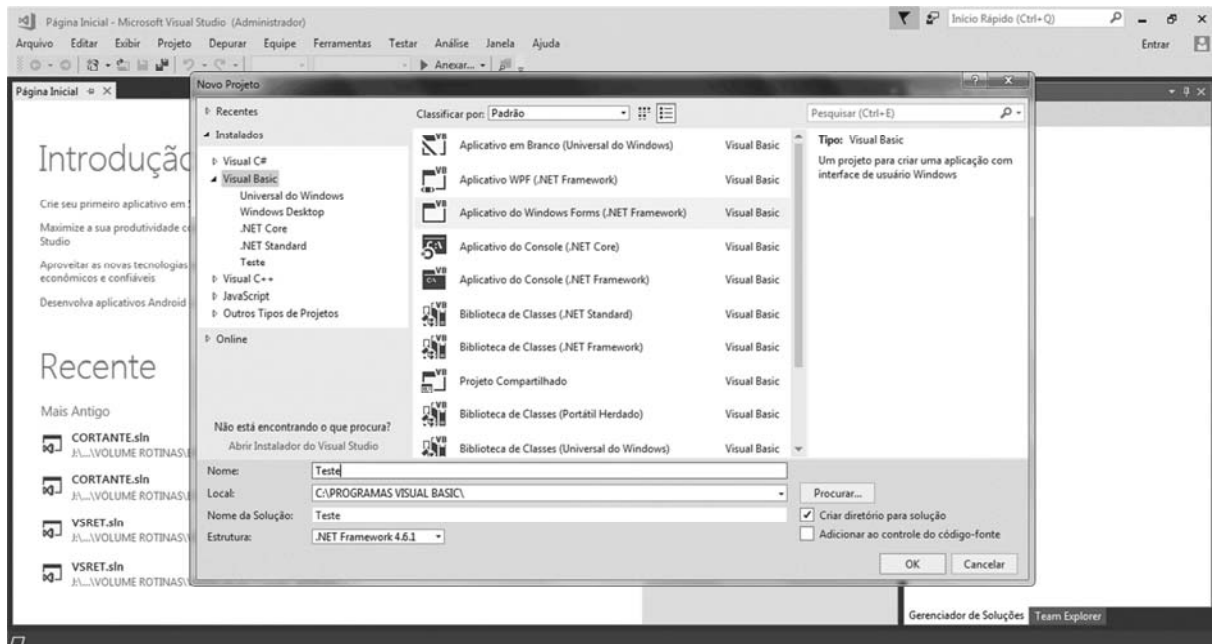 Página Inicial - Microsoft Visual Studio (Administrador)
Início Rápido (Ctrl+Q)
Arquivo Editar Exibir Projeto Depurar Equipe Ferramentas Testar Análise Janela Ajuda
Entrar
Anexar...
Página Inicial
Introdução
Crie seu primeiro aplicativo em
Maximize a sua produtividade
Studio
Aproveitar as novas tecnologias
econômicos e confiáveis
Desenvolva aplicativos Android
Recente
Mais Antigo
CORTANTE.sln
J:\...\VOLUME ROTINAS\
CORTANTE.sln
J:\...\VOLUME ROTINAS\
VSRET.sln
J:\...\VOLUME ROTINAS\
VSRET.sln
J:\...\VOLUME ROTINAS\
Novo Projeto
Recentes
Instalados
Visual C#
Visual Basic
Universal do Windows
Windows Desktop
.NET Core
.NET Standard
Teste
Visual C++
JavaScript
Outros Tipos de Projetos
Online
Não está encontrando o que procura?
Abrir Instalador do Visual Studio
Classificar por: Padrão
Pesquisar (Ctrl+E)
Aplicativo em Branco (Universal do Windows) Visual Basic
Aplicativo WPF (.NET Framework) Visual Basic
Aplicativo do Windows Forms (.NET Framework) Visual Basic
Aplicativo do Console (.NET Core) Visual Basic
Aplicativo do Console (.NET Framework) Visual Basic
Biblioteca de Classes (.NET Standard) Visual Basic
Biblioteca de Classes (.NET Framework) Visual Basic
Projeto Compartilhado Visual Basic
Biblioteca de Classes (Portátil Herdado) Visual Basic
Biblioteca de Classes (Universal do Windows) Visual Basic
Tipo: Visual Basic
Um projeto para criar uma aplicação com
interface de usuário Windows
Nome: Teste
Local: C:\PROGRAMAS VISUAL BASIC\
Procurar...
Nome da Solução: Teste
Criar diretório para solução
Estrutura: .NET Framework 4.6.1
Adicionar ao controle do código-fonte
OK Cancelar
Gerenciador de Soluções Team Explorer